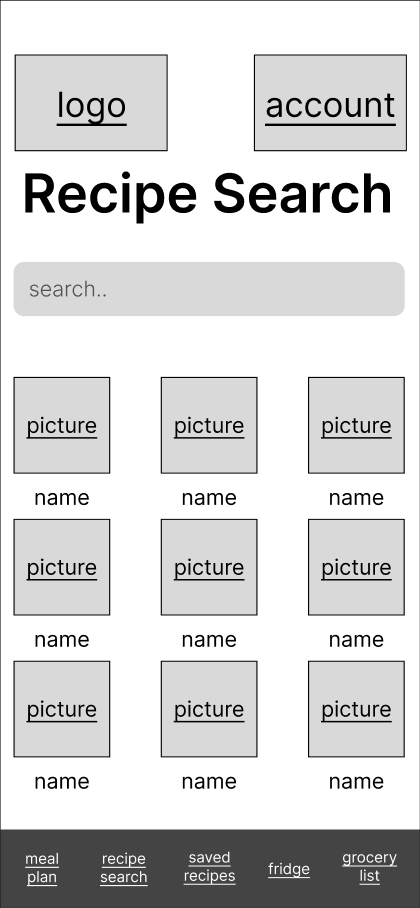 logo account
Recipe Search
search..
picture picture picture
name name name
picture picture picture
name name name
picture picture picture
name name name
meal plan
recipe search
saved recipes
fridge
grocery list